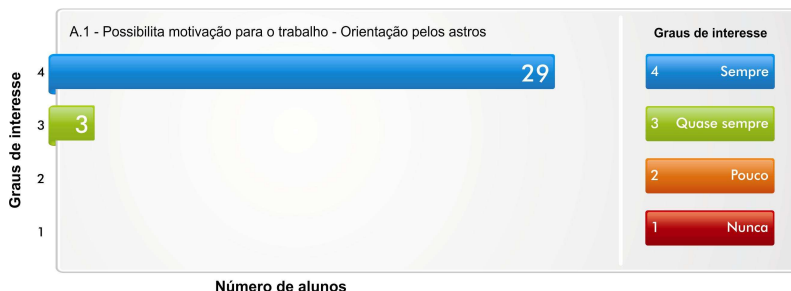 A.1 - Possibilita motivação para o trabalho - Orientação pelos astros
Graus de interesse
4 29
3 3
2
1
Número de alunos
Graus de interesse
4 Sempre
3 Quase sempre
2 Pouco
1 Nunca